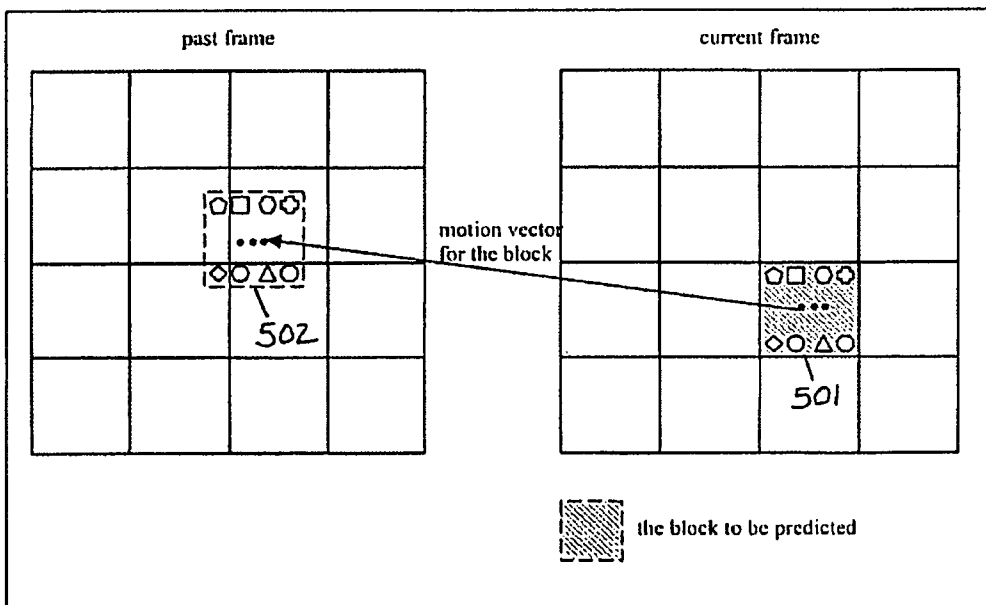 past frame
current frame
motion vector
for the block
502
501
the block to be predicted